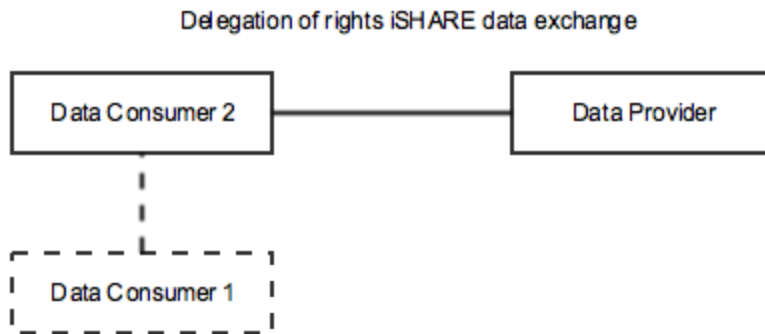 Delegation of rights iSHARE data exchange
Data Consumer 2
Data Provider
Data Consumer 1